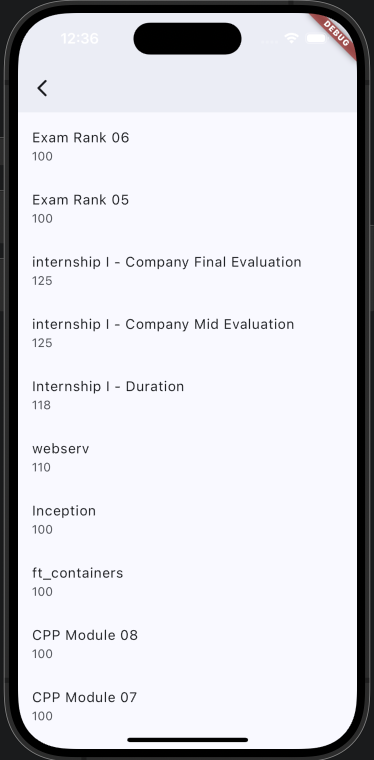 12:36
DEBUG
Exam Rank 06
100
Exam Rank 05
100
internship I - Company Final Evaluation
125
internship I - Company Mid Evaluation
125
Internship I - Duration
118
webserv
110
Inception
100
ft_containers
100
CPP Module 08
100
CPP Module 07
100